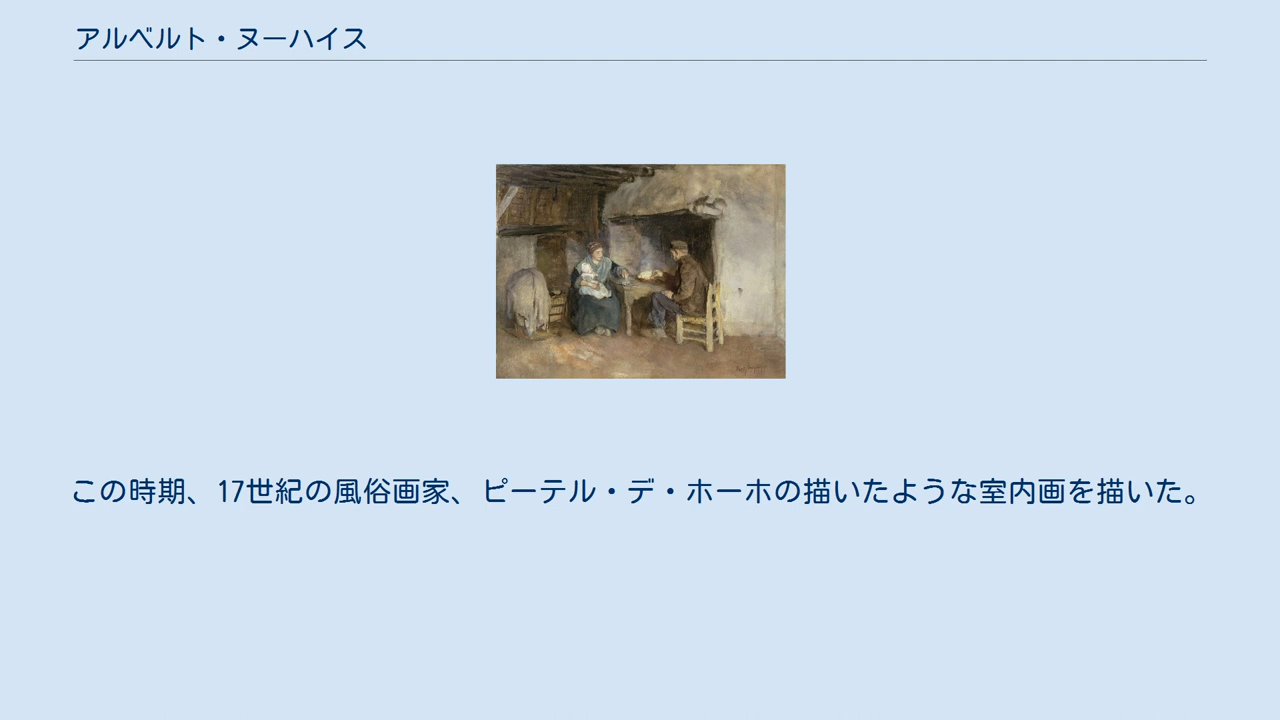 アルベルト・ヌーハイス
この時期、17世紀の風俗画家、ピーテル・デ・ホーホの描いたような室内画を描いた。